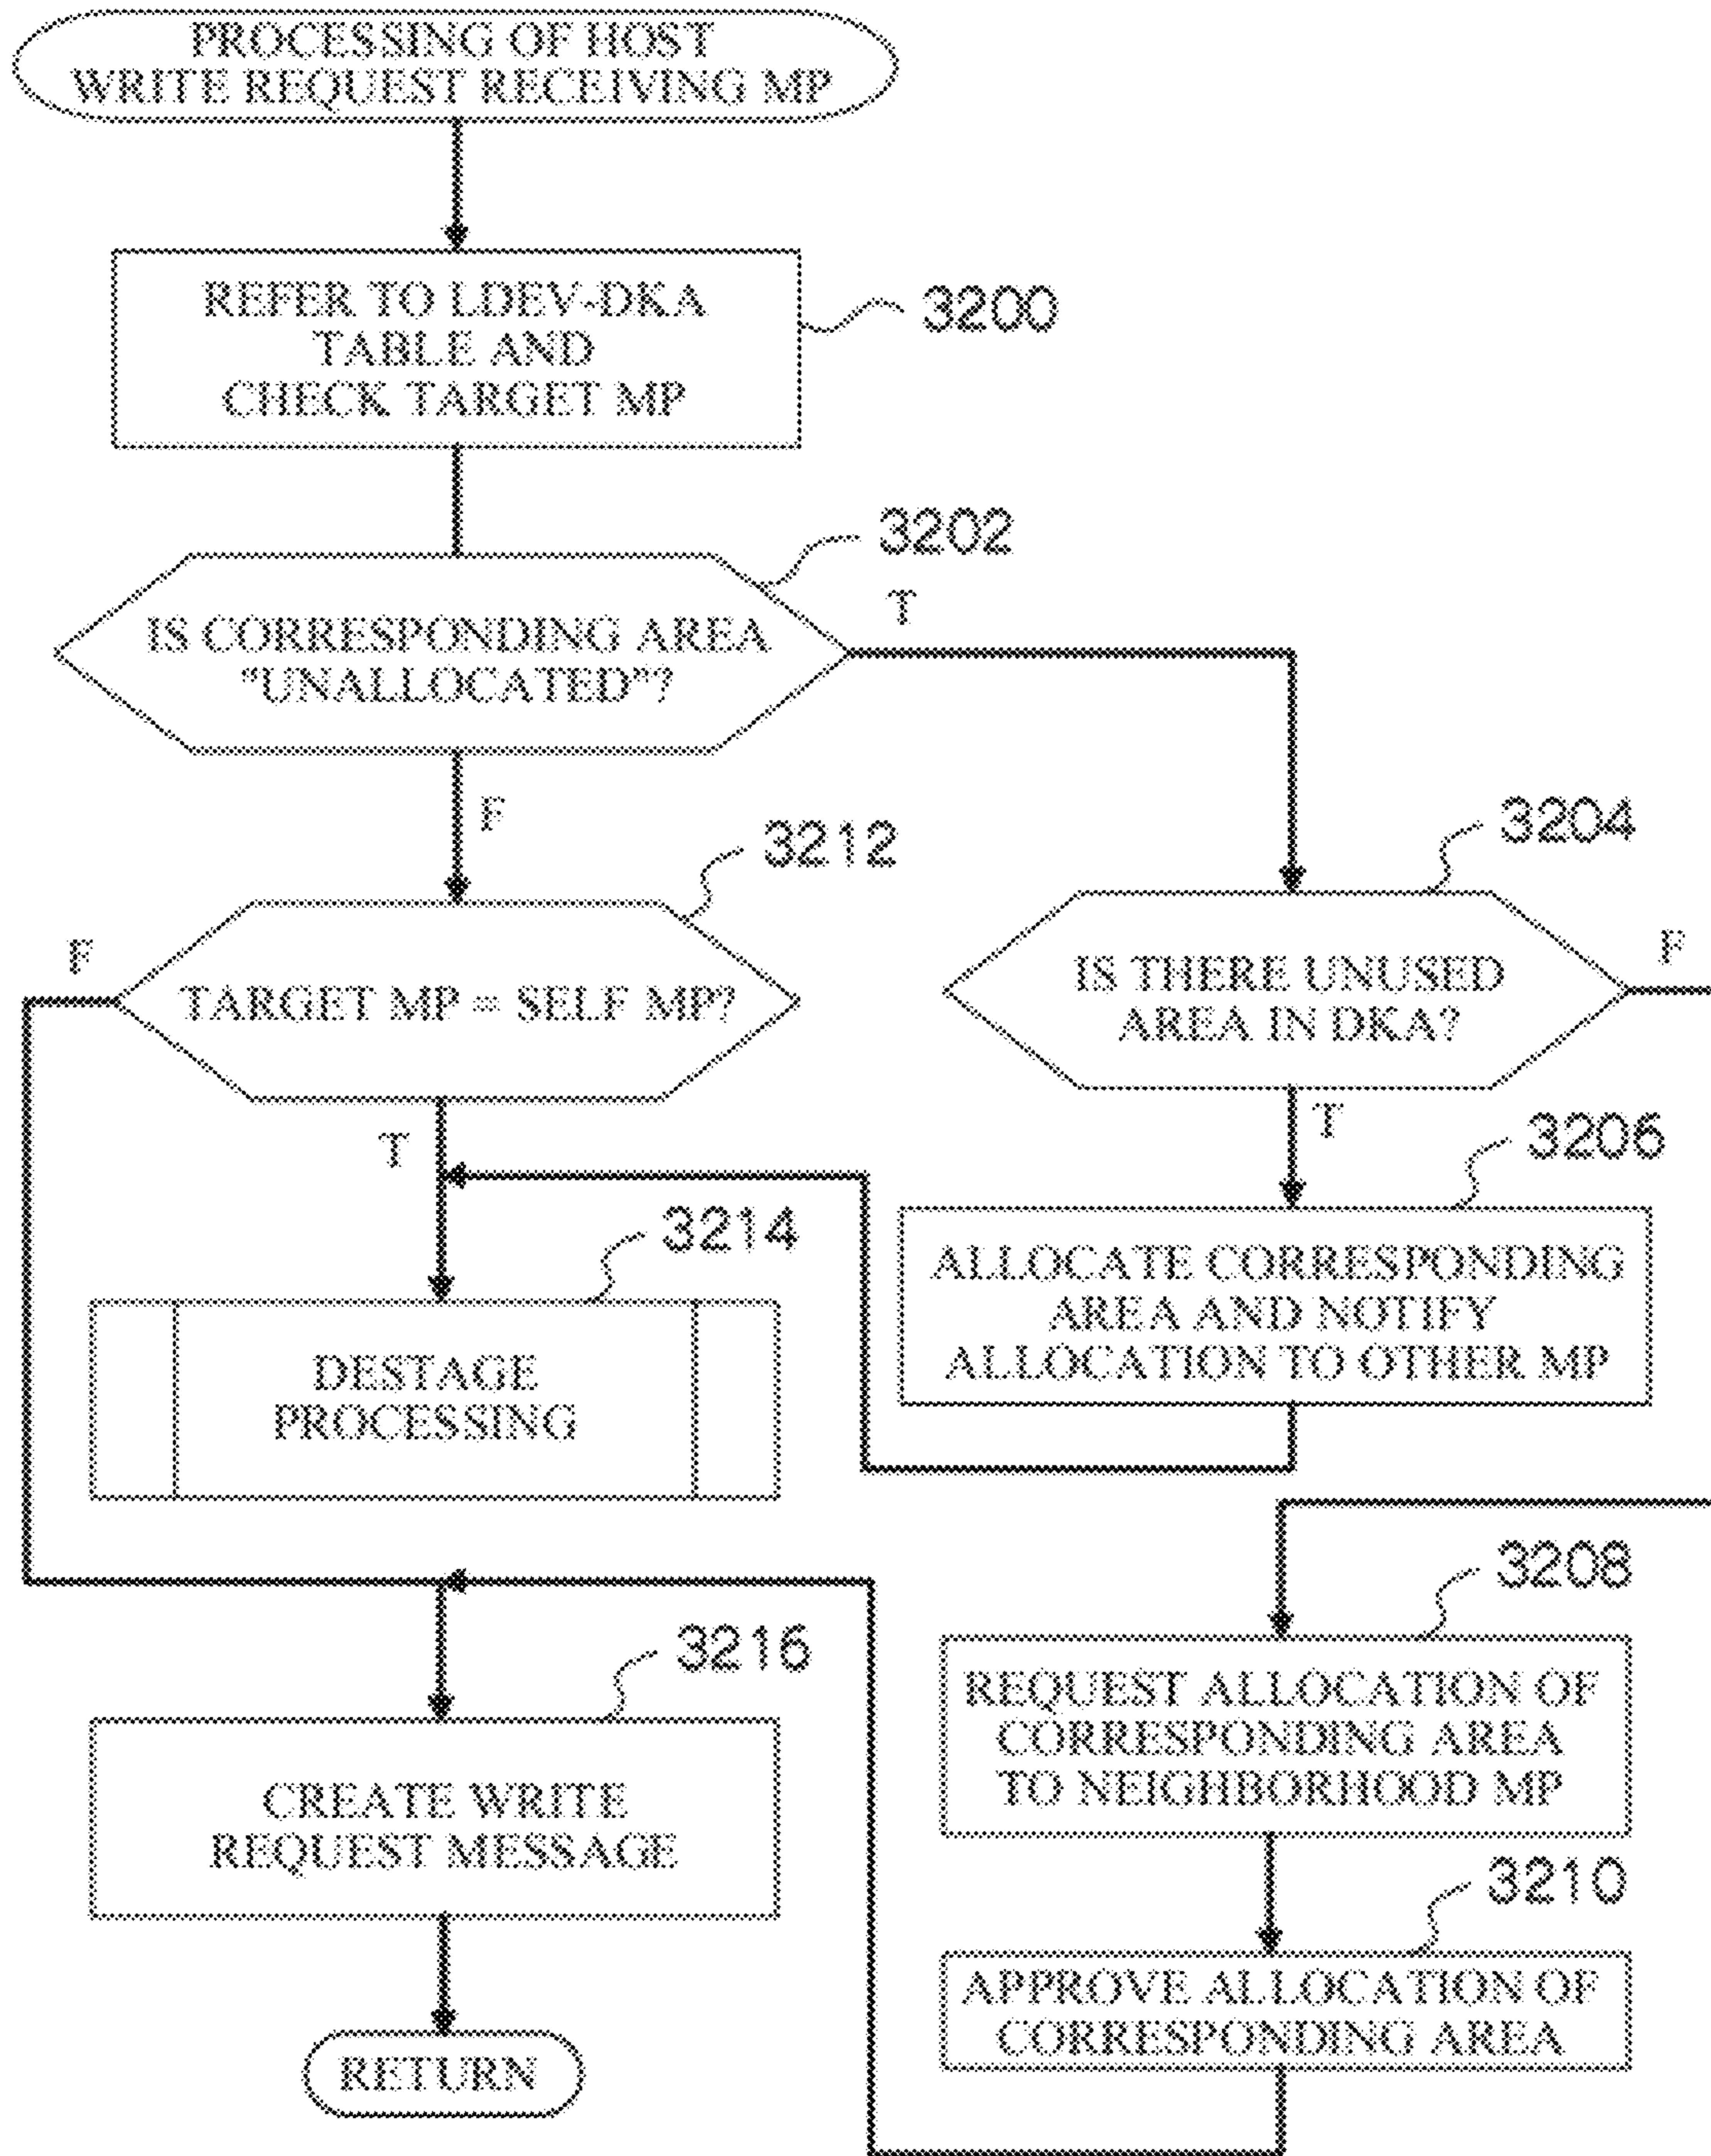 PROCESSING OF HOST
WRITE REQUEST RECEIVING MP
REFER TO LDEV-DKA
TABLE AND
CHECK TARGET MP
3200
3202
IS CORRESPONDING AREA
"UNALLOCATED"?
T
F
3212
TARGET MP = SELF MP?
F
T
3204
IS THERE UNUSED
AREA IN DKA?
F
T
3206
ALLOCATE CORRESPONDING
AREA AND NOTIFY
ALLOCATION TO OTHER MP
3214
DESTAGE
PROCESSING
3208
REQUEST ALLOCATION OF
CORRESPONDING AREA
TO NEIGHBORHOOD MP
3210
APPROVE ALLOCATION OF
CORRESPONDING AREA
3216
CREATE WRITE
REQUEST MESSAGE
RETURN